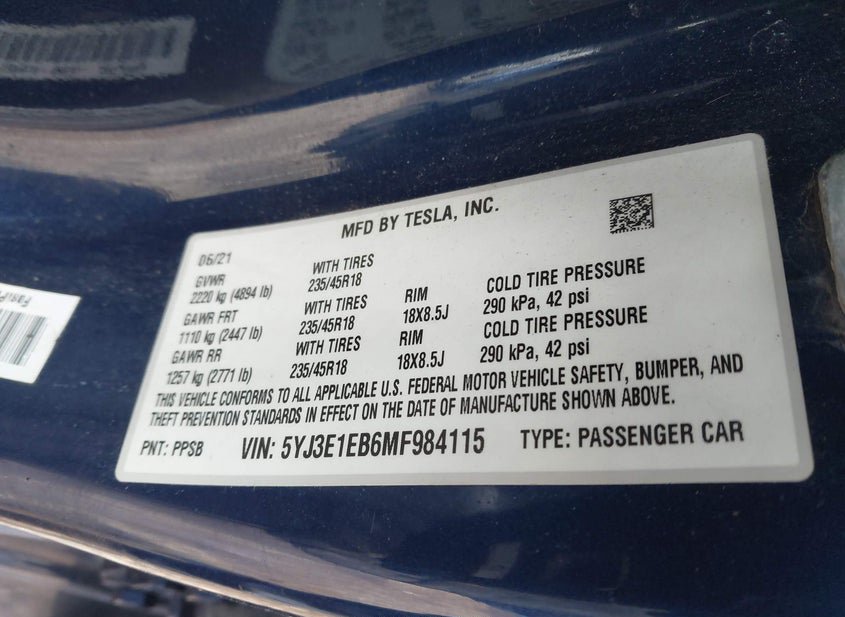 MFD BY TESLA, INC.
06/21
GVWR WITH TIRES
2220 kg (4894 lb) 235/45R18
GAWR FRT WITH TIRES RIM COLD TIRE PRESSURE
1110 kg (2447 lb) 235/45R18 18X8.5J 290 kPa, 42 psi
GAWR RR WITH TIRES RIM COLD TIRE PRESSURE
1257 kg (2771 lb) 235/45R18 18X8.5J 290 kPa, 42 psi
THIS VEHICLE CONFORMS TO ALL APPLICABLE U.S. FEDERAL MOTOR VEHICLE SAFETY, BUMPER, AND
THEFT PREVENTION STANDARDS IN EFFECT ON THE DATE OF MANUFACTURE SHOWN ABOVE.
PNT: PPSB VIN: 5YJ3E1EB6MF984115 TYPE: PASSENGER CAR